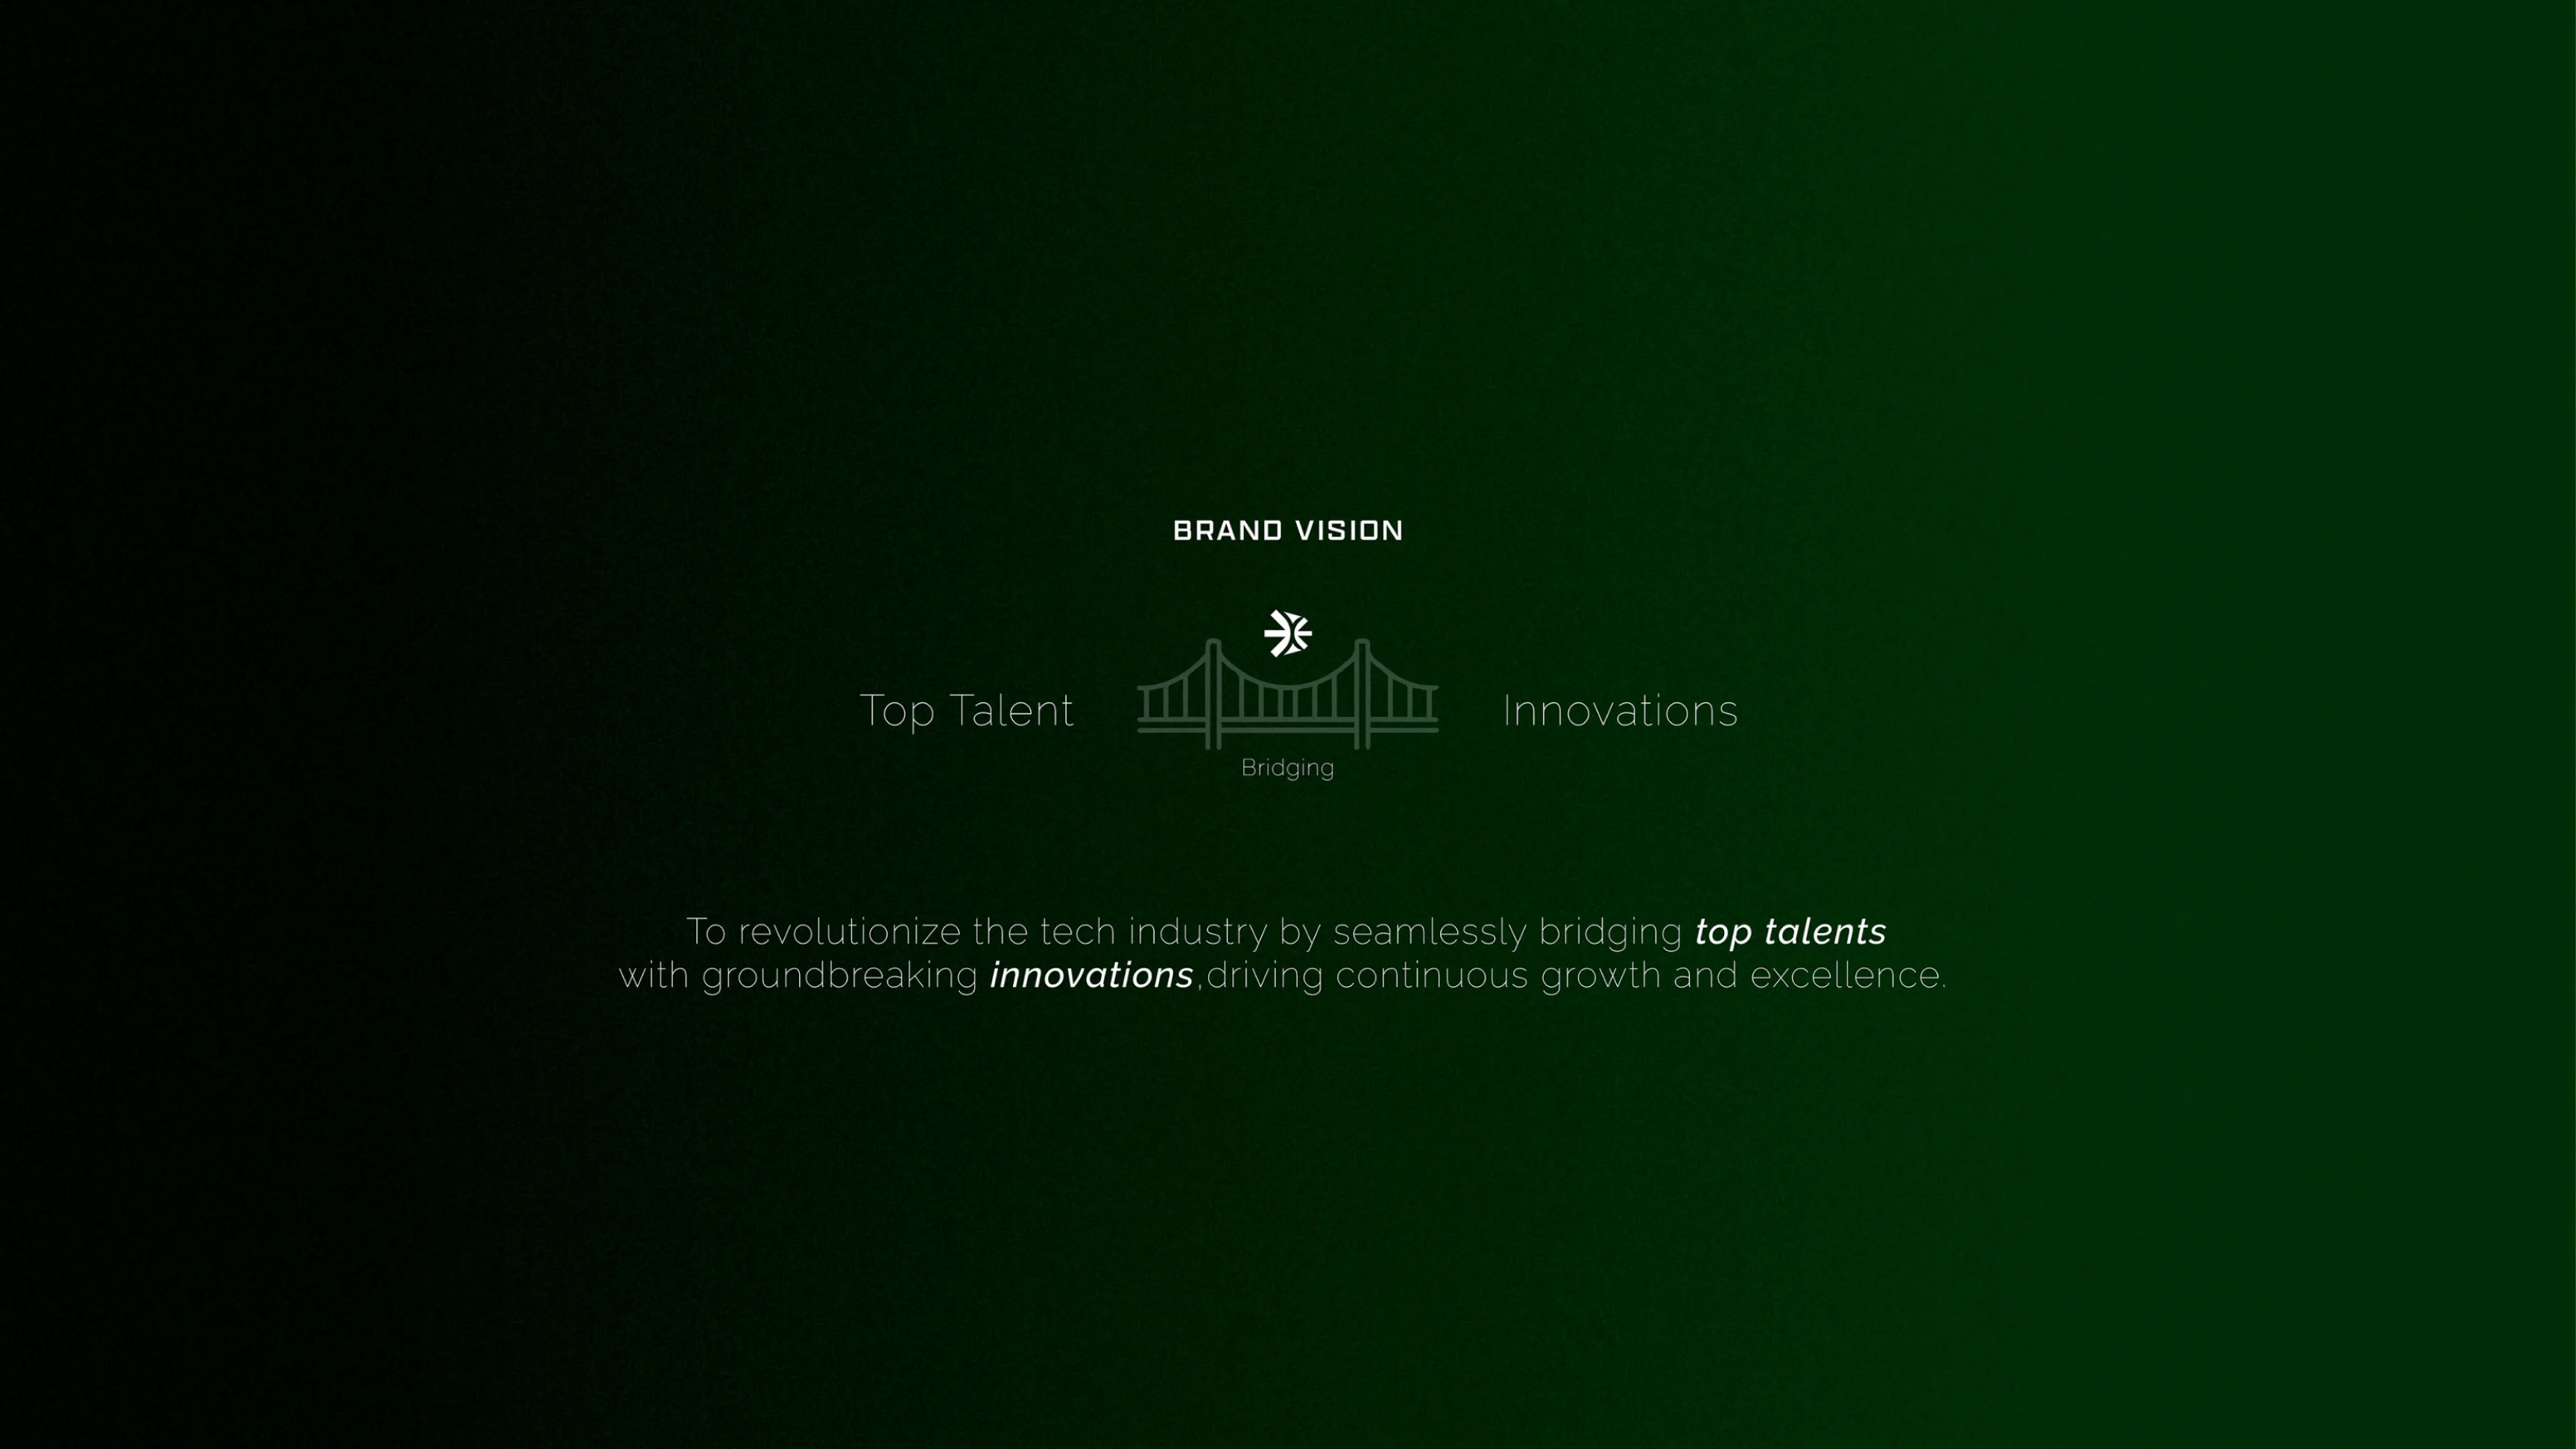 BRAND VISION
Top Talent
Innovations
Bridging
To revolutionize the tech industry by seamlessly bridging top talents
with groundbreaking innovations, driving continuous growth and excellence.